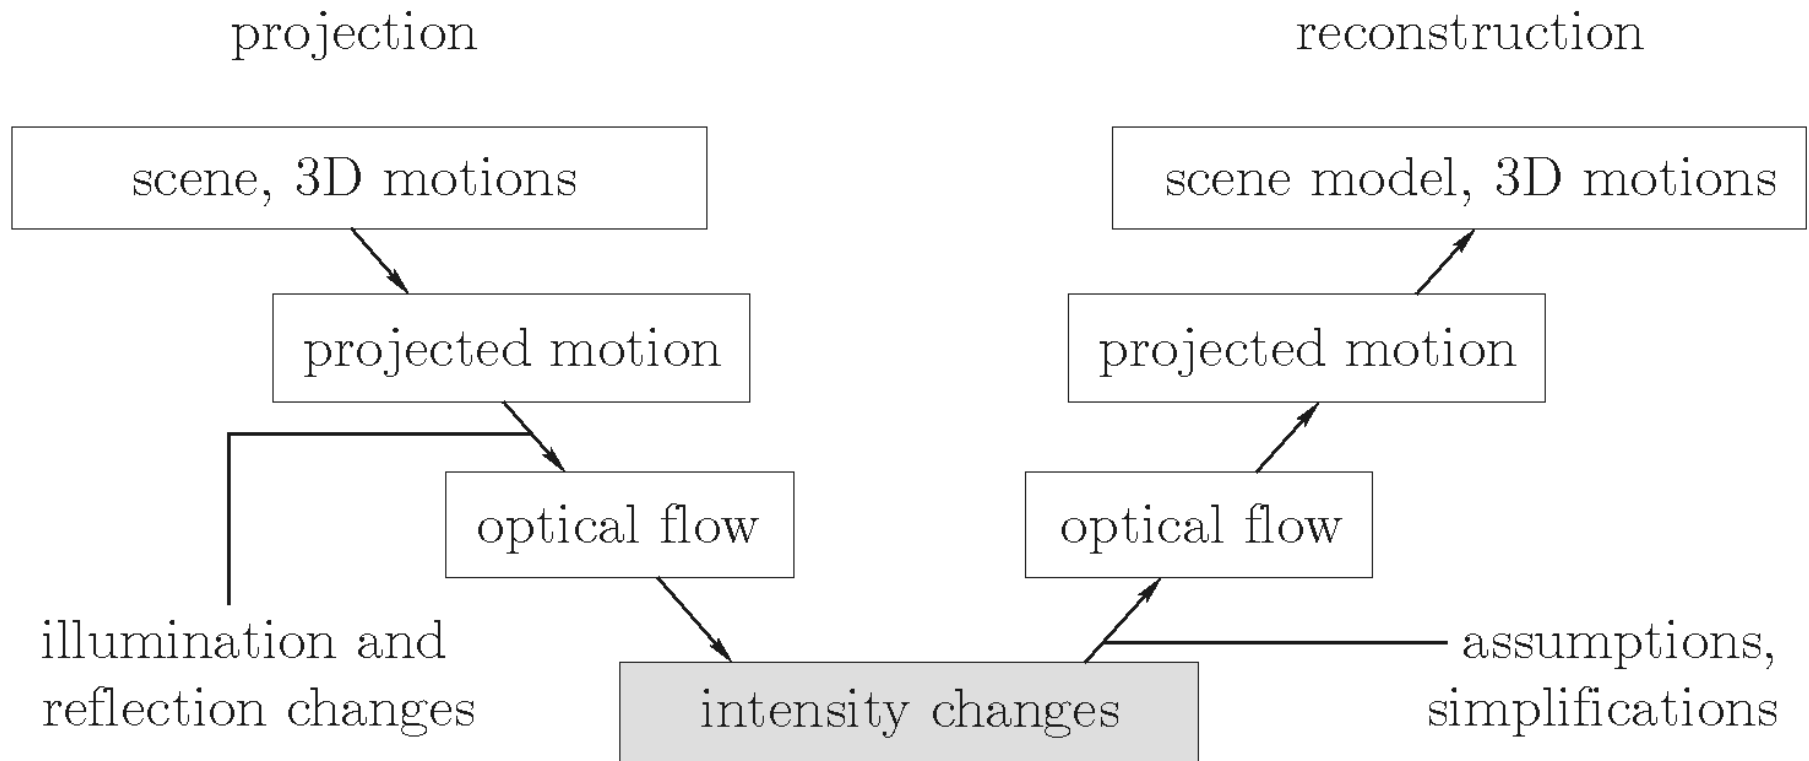 projection
reconstruction
scene, 3D motions
scene model, 3D motions
projected motion
projected motion
optical flow
optical flow
illumination and
reflection changes
assumptions,
simplifications
intensity changes